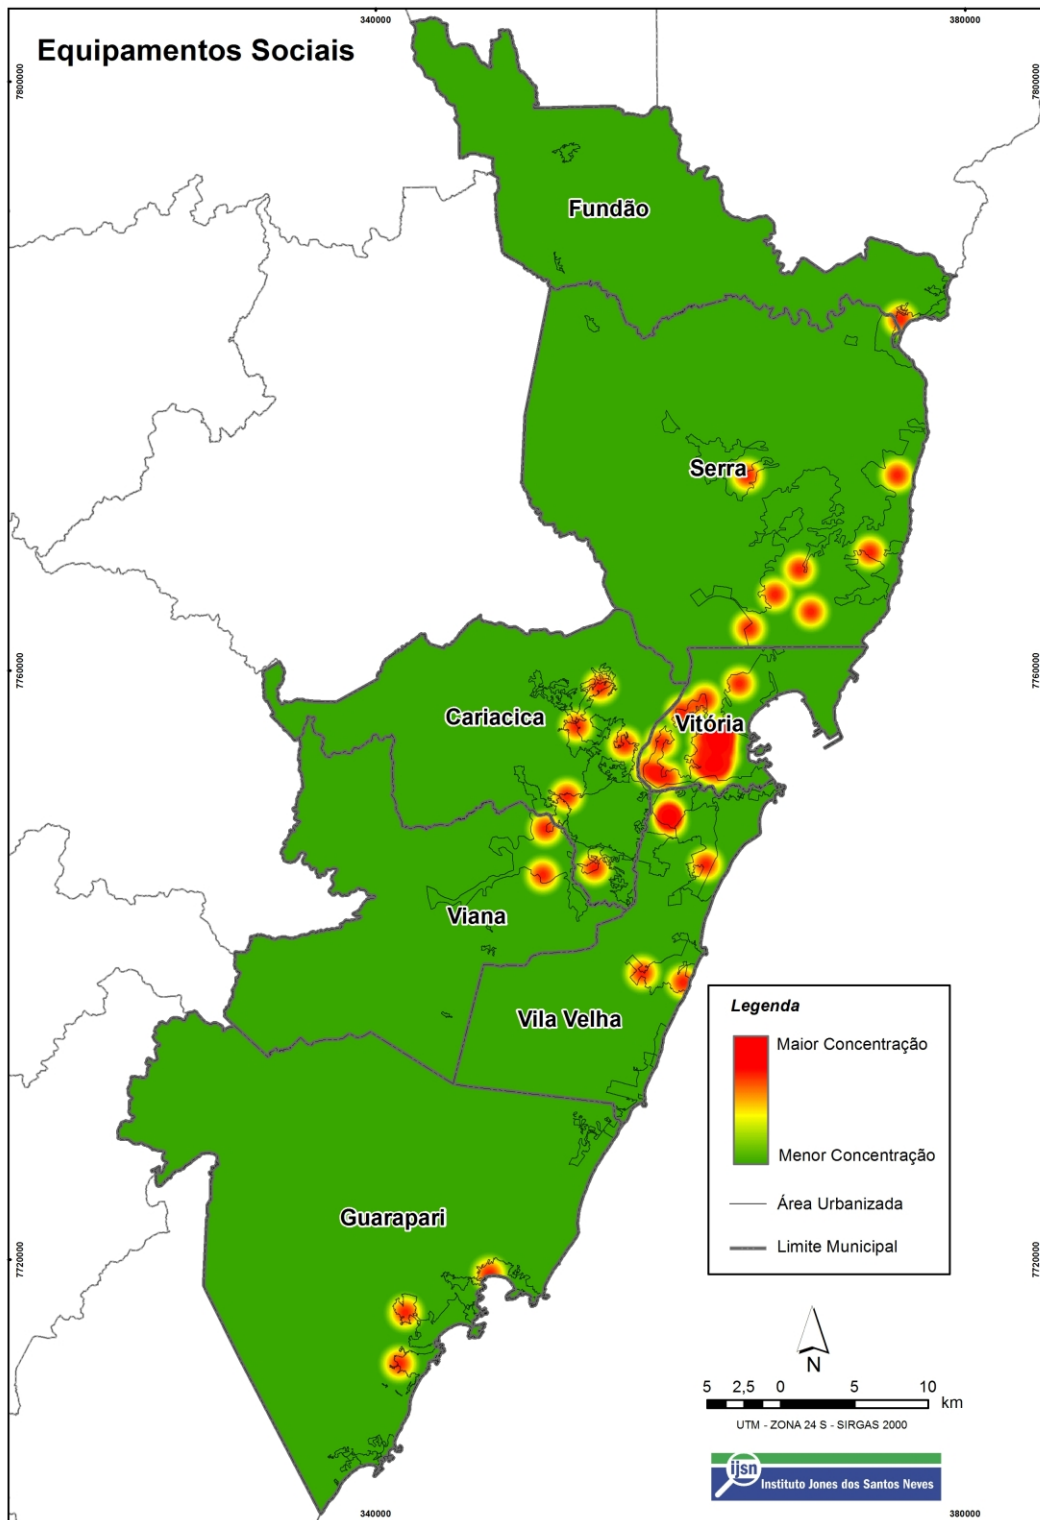 340000
380000
Equipamentos Sociais
7800000
7800000
Fundão
Serra
7760000
7760000
Cariacica
Vitória
Viana
Vila Velha
Legenda
Maior Concentração
Menor Concentração
Área Urbanizada
Limite Municipal
Guarapari
7720000
7720000
N
5 2,5 0 5 10 km
UTM - ZONA 24 S - SIRGAS 2000
ijsn Instituto Jones dos Santos Neves
340000
380000